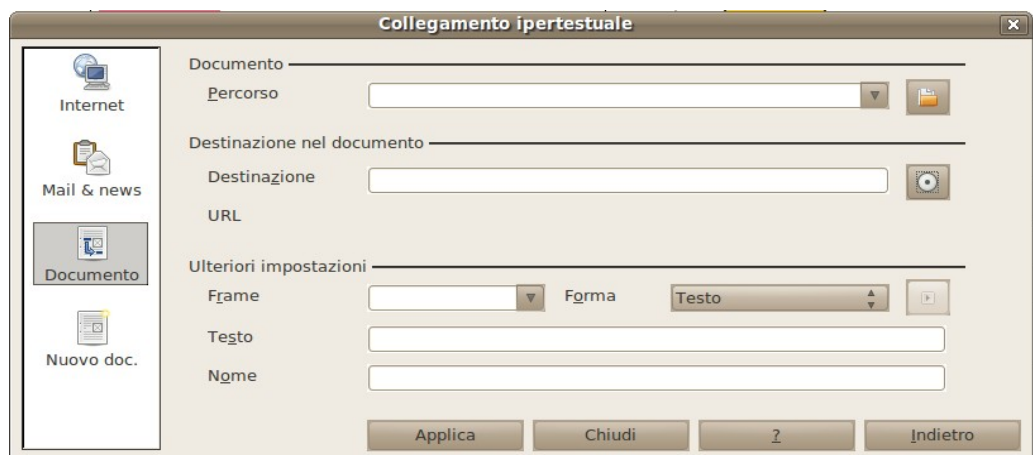 Collegamento ipertestuale
Internet
Mail & news
Documento
Nuovo doc.
Documento
Percorso
Destinazione nel documento
Destinazione
URL
Ulteriori impostazioni
Frame
Forma
Testo
Testo
Nome
Applica
Chiudi
?
Indietro